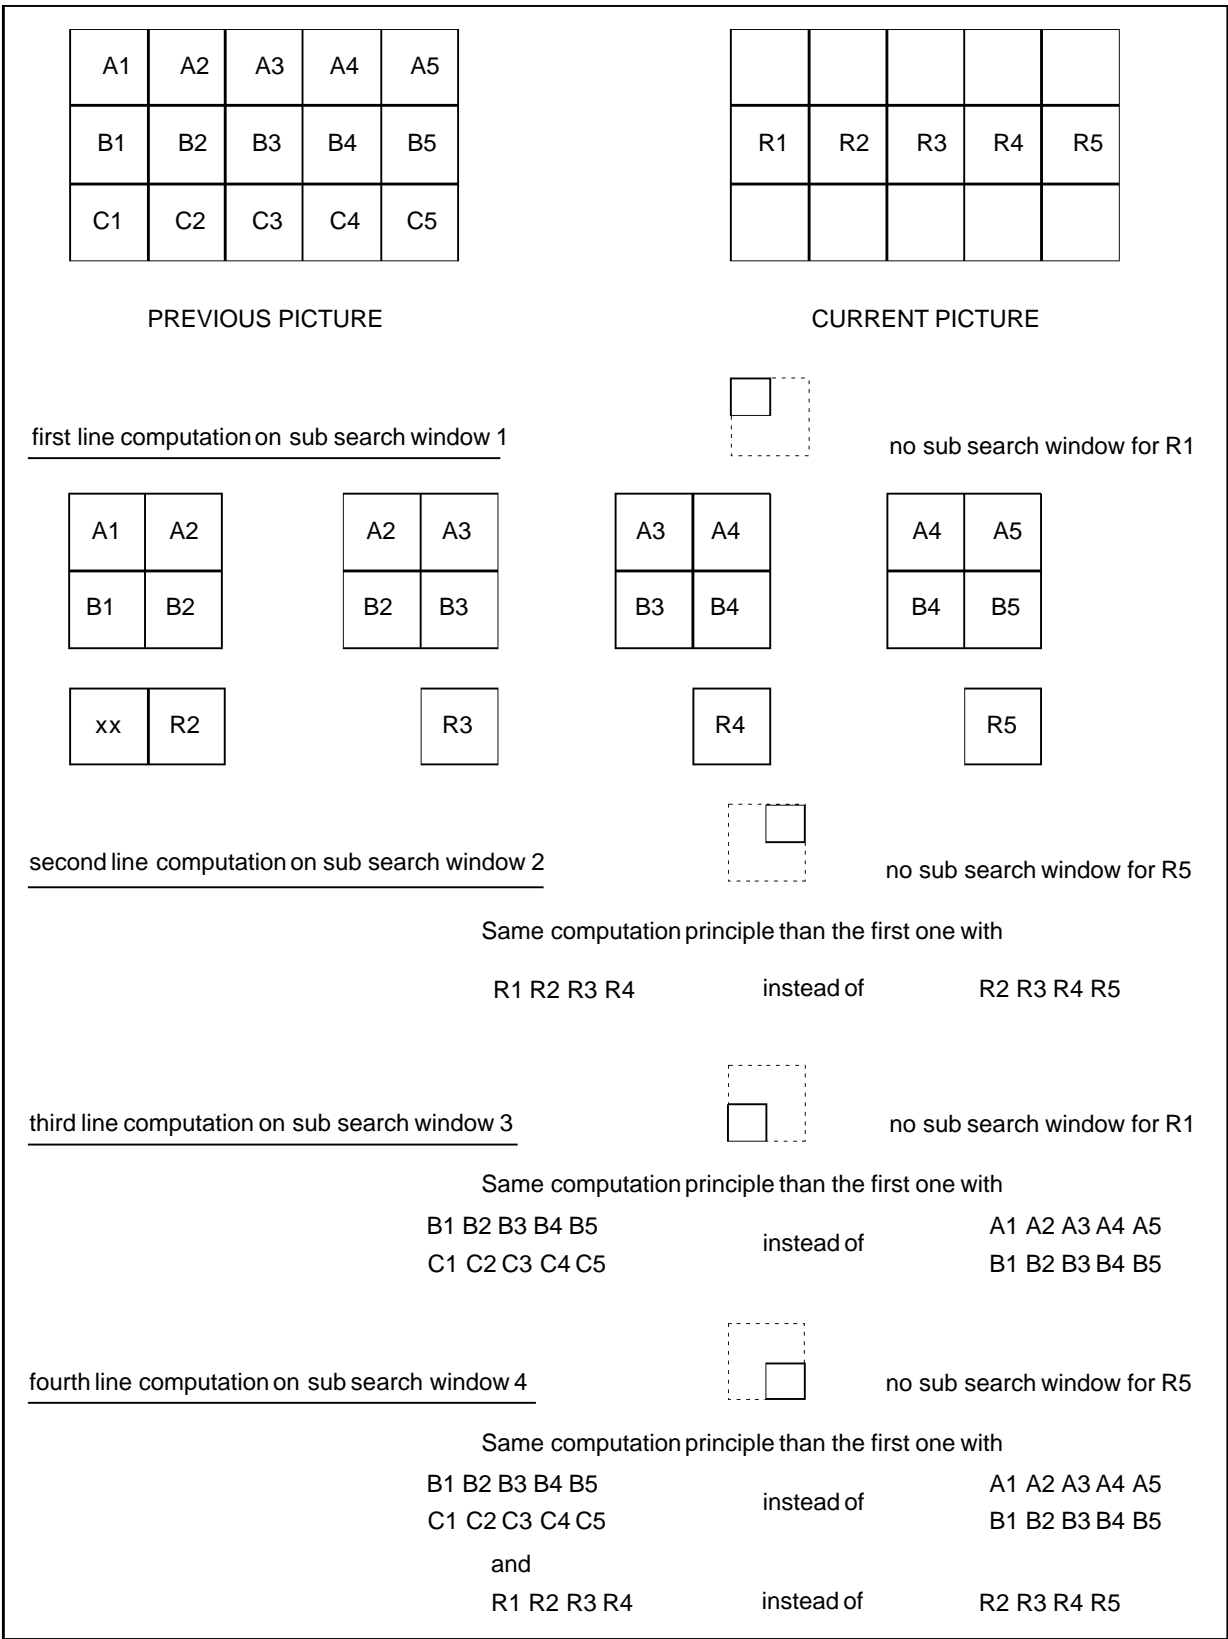 A1 A2 A3 A4 A5
B1 B2 B3 B4 B5 R1 R2 R3 R4 R5
C1 C2 C3 C4 C5
PREVIOUS PICTURE CURRENT PICTURE
first line computation on sub search window 1 no sub search window for R1
A1 A2 A2 A3 A3 A4 A4 A5
B1 B2 B2 B3 B3 B4 B4 B5
xx R2 R3 R4 R5
second line computation on sub search window 2 no sub search window for R5
Same computation principle than the first one with
R1 R2 R3 R4 instead of R2 R3 R4 R5
third line computation on sub search window 3 no sub search window for R1
Same computation principle than the first one with
B1 B2 B3 B4 B5 A1 A2 A3 A4 A5
instead of
C1 C2 C3 C4 C5 B1 B2 B3 B4 B5
fourth line computation on sub search window 4 no sub search window for R5
Same computation principle than the first one with
B1 B2 B3 B4 B5 A1 A2 A3 A4 A5
instead of
C1 C2 C3 C4 C5 B1 B2 B3 B4 B5
and
R1 R2 R3 R4 instead of R2 R3 R4 R5